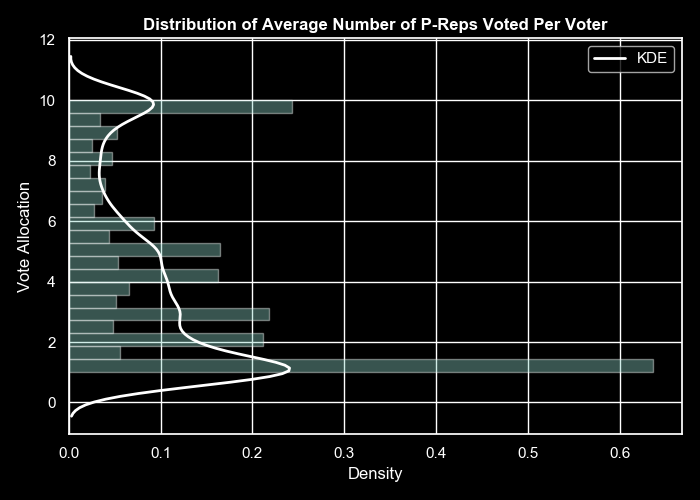 Distribution of Average Number of P-Reps Voted Per Voter
KDE
Vote Allocation
12
10
8
6
4
2
0
0.0 0.1 0.2 0.3 0.4 0.5 0.6
Density